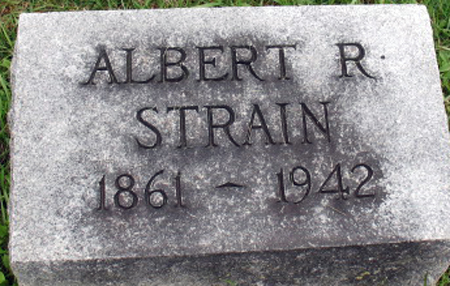 ALBERT R.
STRAIN
1861 ~ 1942